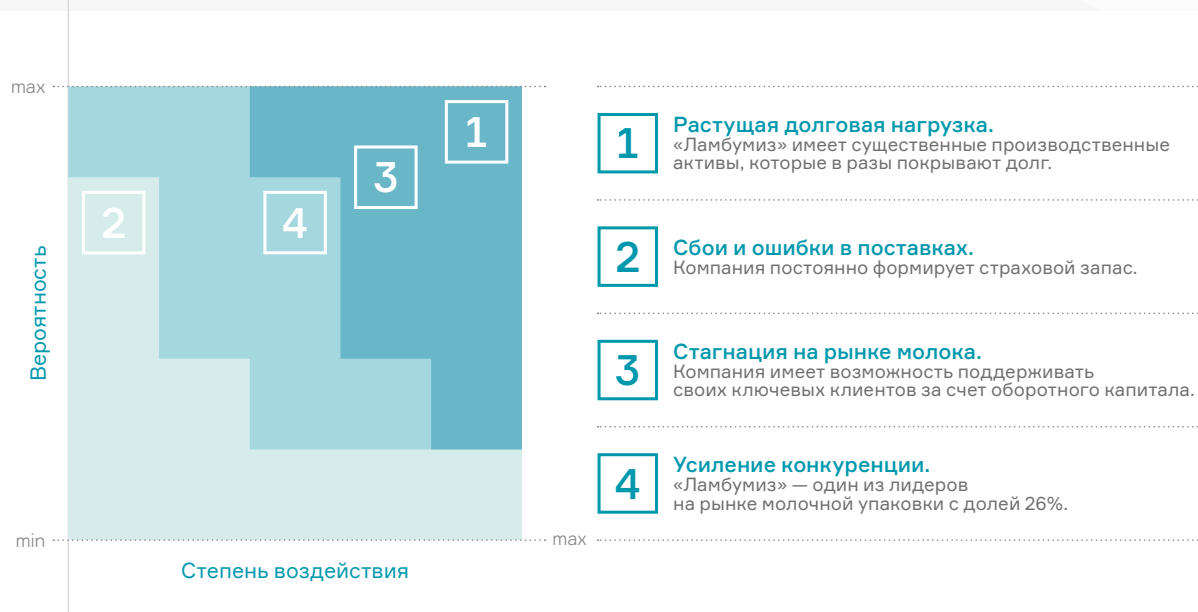 max
1
3
2
4
Вероятность
min
max
Степень воздействия
1
Растущая долговая нагрузка.
«Ламбумиз» имеет существенные производственные
активы, которые в разы покрывают долг.
2
Сбои и ошибки в поставках.
Компания постоянно формирует страховой запас.
3
Стагнация на рынке молока.
Компания имеет возможность поддерживать
своих ключевых клиентов за счет оборотного капитала.
4
Усиление конкуренции.
«Ламбумиз» — один из лидеров
на рынке молочной упаковки с долей 26%.